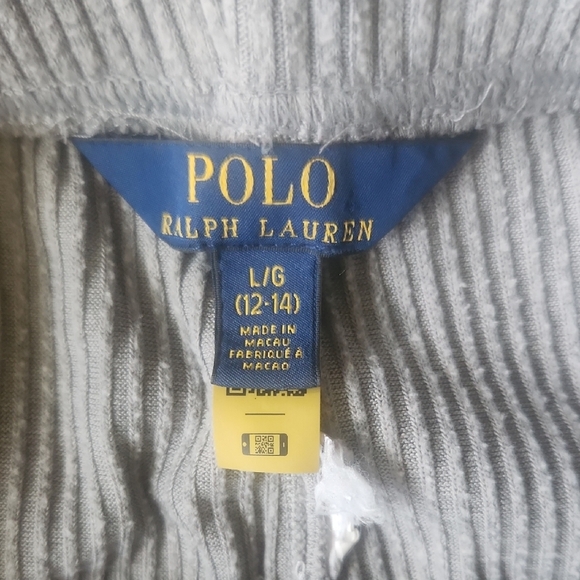 POLO
RALPH LAUREN
L/G
(12-14)
MADE IN
MACAU
FABRIQUÉ À
MACAO